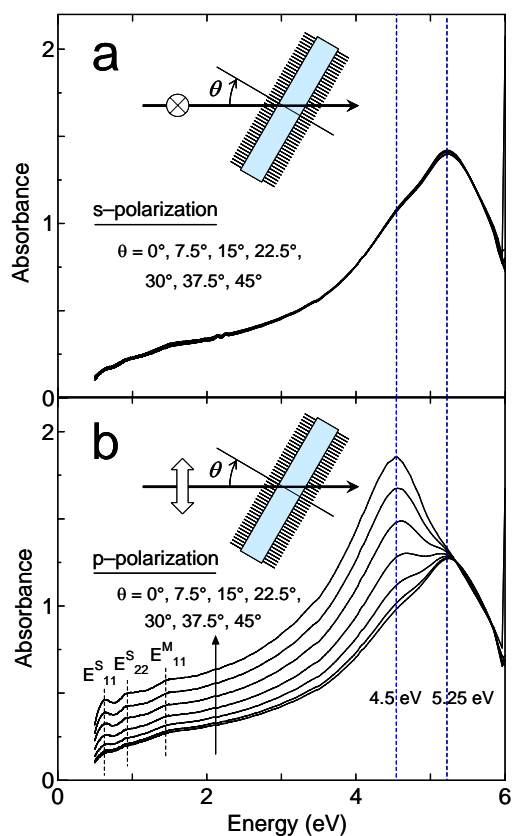 2
a
θ
s–polarization
θ = 0°, 7.5°, 15°, 22.5°,
30°, 37.5°, 45°
1
0
Absorbance
2
b
θ
p–polarization
θ = 0°, 7.5°, 15°, 22.5°,
30°, 37.5°, 45°
1
E^S_11 E^S_22 E^M_11
4.5 eV 5.25 eV
0
Absorbance
0 2 4 6
Energy (eV)